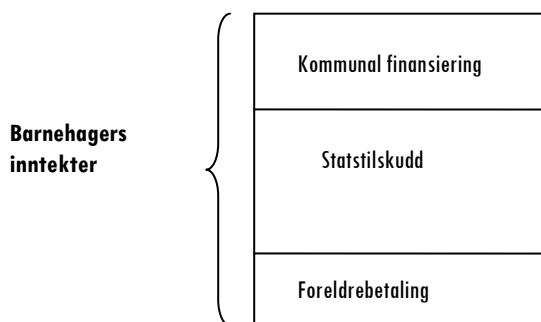 Kommunal finansiering
Barnehagers
inntekter
Statstilskudd
Foreldrebetaling